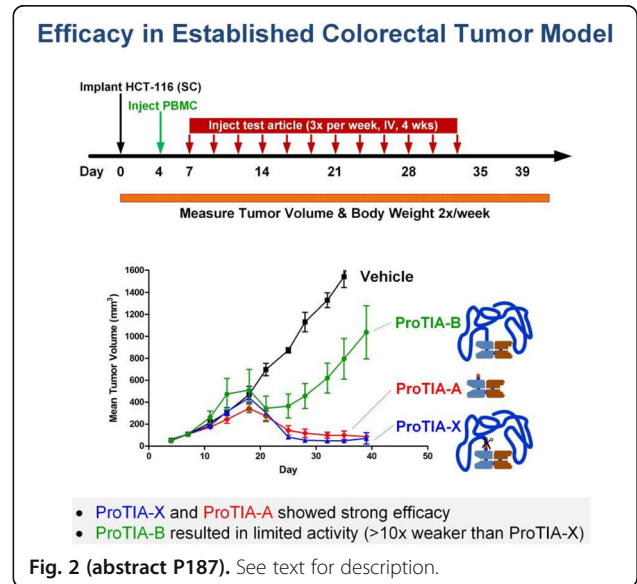 Efficacy in Established Colorectal Tumor Model
Implant HCT-116 (SC)
Inject PBMC
Inject test article (3x per week, IV, 4 wks)
Day 0 4 7 14 21 28 35 39
Measure Tumor Volume & Body Weight 2x/week
Mean Tumor Volume (mm³)
1600
1400
1200
1000
800
600
400
200
0
0 10 20 30 40 50
Day
Vehicle
ProTIA-B
ProTIA-A
ProTIA-X
• ProTIA-X and ProTIA-A showed strong efficacy
• ProTIA-B resulted in limited activity (>10x weaker than ProTIA-X)
Fig. 2 (abstract P187). See text for description.